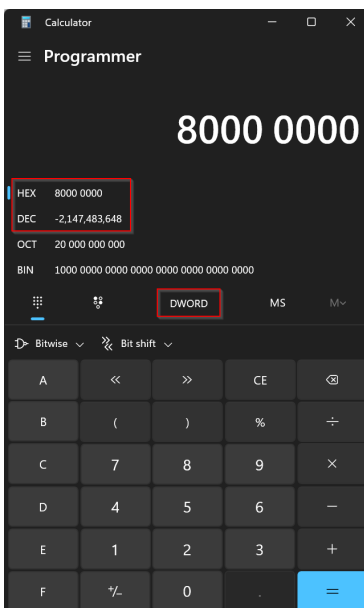 Calculator
Programmer
8000 0000
HEX 8000 0000
DEC -2,147,483,648
OCT 20 000 000 000
BIN 1000 0000 0000 0000 0000 0000 0000 0000
DWORD MS M
Bitwise Bit shift
A << >> CE
B ( ) % ÷
C 7 8 9 ×
D 4 5 6 −
E 1 2 3 +
F +/− 0 . =